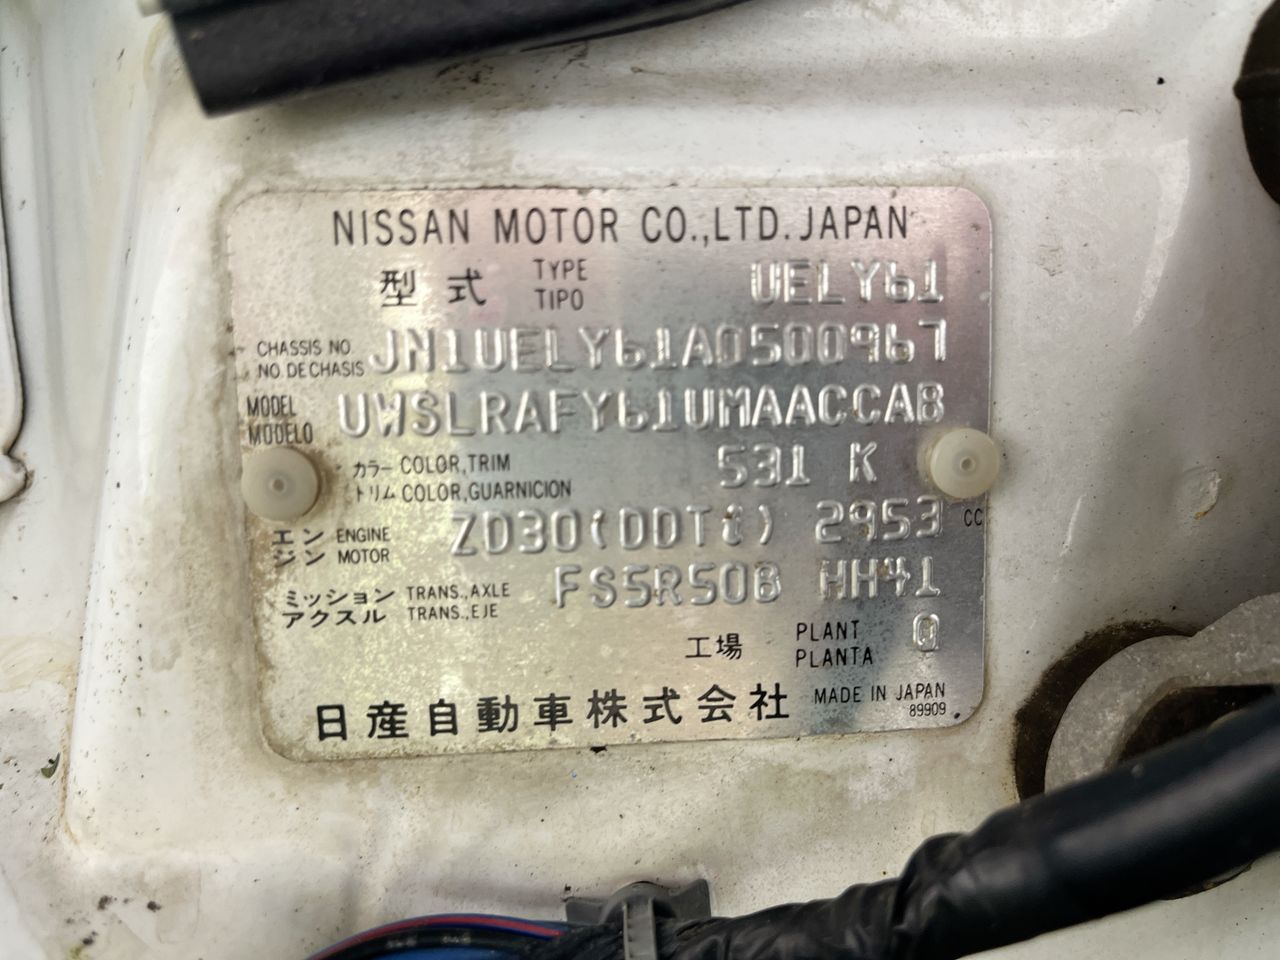 NISSAN MOTOR CO.,LTD. JAPAN
型式 TYPE TIPO UELY61
CHASSIS NO. NO. DE CHASIS JN1UELY61A0500967
MODEL MODELO UWSLRAFY61UMAACCAB
カラー COLOR,TRIM 531 K
トリム COLOR,GUARNICION
エンジン ENGINE MOTOR ZD30(DDTi) 2953 CC
ミッション TRANS.,AXLE FS5R50B HH41
アクスル TRANS.,EJE
工場 PLANT PLANTA Q
日産自動車株式会社 MADE IN JAPAN
89909